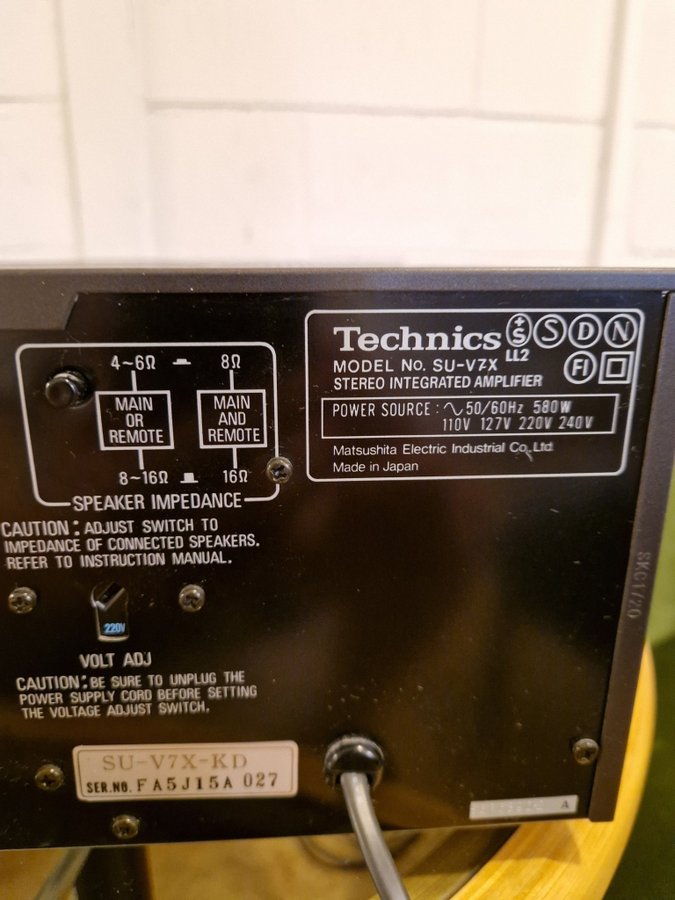 Technics
MODEL No. SU-V7X
STEREO INTEGRATED AMPLIFIER
LL2
S S D N
FI
POWER SOURCE : ∿50/60Hz 580W
110V 127V 220V 240V
Matsushita Electric Industrial Co., Ltd.
Made in Japan
4~6Ω 8Ω
MAIN OR REMOTE
MAIN AND REMOTE
8~16Ω 16Ω
SPEAKER IMPEDANCE
CAUTION: ADJUST SWITCH TO
IMPEDANCE OF CONNECTED SPEAKERS.
REFER TO INSTRUCTION MANUAL.
220V
VOLT ADJ
CAUTION: BE SURE TO UNPLUG THE
POWER SUPPLY CORD BEFORE SETTING
THE VOLTAGE ADJUST SWITCH.
SU-V7X-KD
SER.NO. FA5J15A 027
SKC1720
A